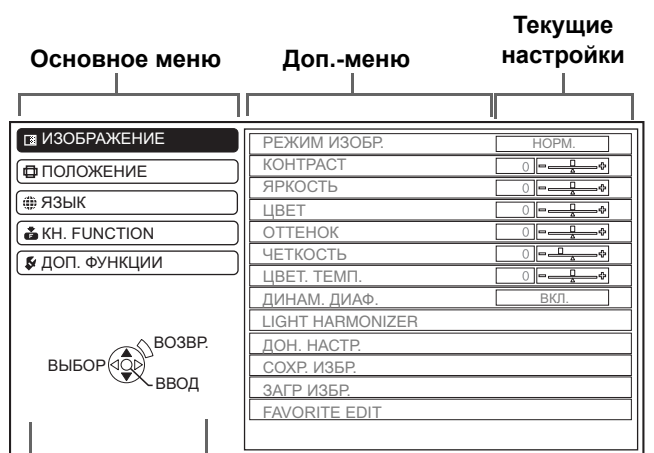 Основное меню
Доп.-меню
Текущие
настройки
ИЗОБРАЖЕНИЕ
ПОЛОЖЕНИЕ
ЯЗЫК
КН. FUNCTION
ДОП. ФУНКЦИИ
ВОЗВР.
ВЫБОР
ВВОД
РЕЖИМ ИЗОБР. НОРМ.
КОНТРАСТ 0
ЯРКОСТЬ 0
ЦВЕТ 0
ОТТЕНОК 0
ЧЕТКОСТЬ 0
ЦВЕТ. ТЕМП. 0
ДИНАМ. ДИАФ. ВКЛ.
LIGHT HARMONIZER
ДОН. НАСТР.
СОХР. ИЗБР.
ЗАГР ИЗБР.
FAVORITE EDIT